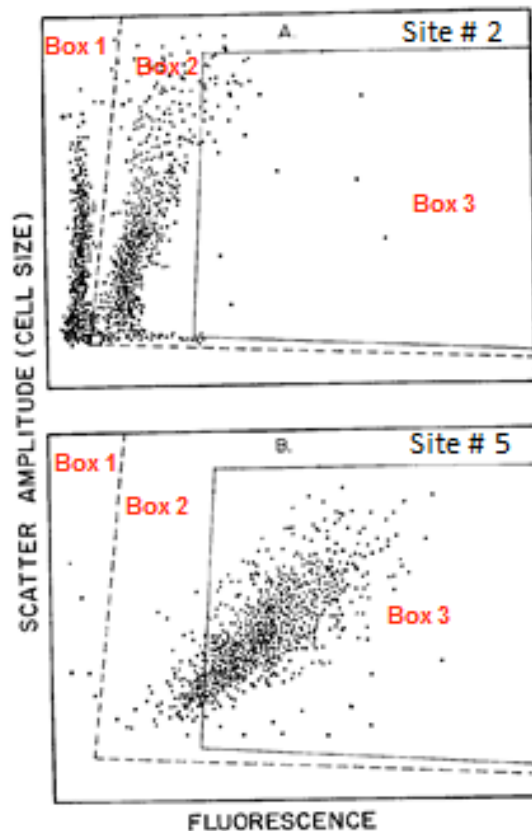 A.
Site # 2
Box 1
Box 2
Box 3
B.
Site # 5
Box 1
Box 2
Box 3
SCATTER AMPLITUDE (CELL SIZE)
FLUORESCENCE